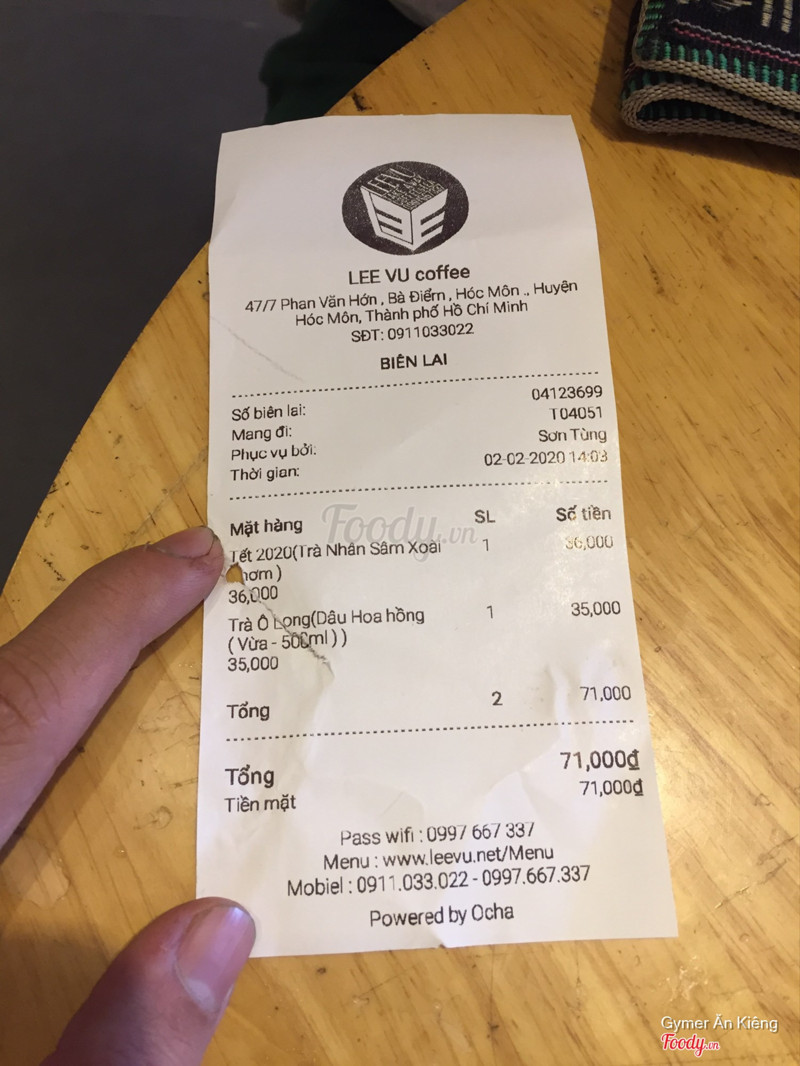 LEE VU
LEE VU coffee
47/7 Phan Văn Hớn , Bà Điểm , Hóc Môn ., Huyện
Hóc Môn, Thành phố Hồ Chí Minh
SĐT: 0911033022
BIÊN LAI
Số biên lai: 04123699
Mang đi: T04051
Phục vụ bởi: Sơn Tùng
Thời gian: 02-02-2020 14:03
Mặt hàng SL Số tiền
Tết 2020(Trà Nhân Sâm Xoài 1 36,000
hơm )
36,000
Trà Ô Long(Dâu Hoa hồng 1 35,000
( Vừa - 500ml ) )
35,000
Tổng 2 71,000
Tổng 71,000₫
Tiền mặt 71,000₫
Pass wifi : 0997 667 337
Menu : www.leevu.net/Menu
Mobiel : 0911.033.022 - 0997.667.337
Powered by Ocha
Foody.vn
Gymer Ăn Kiêng
Foody.vn